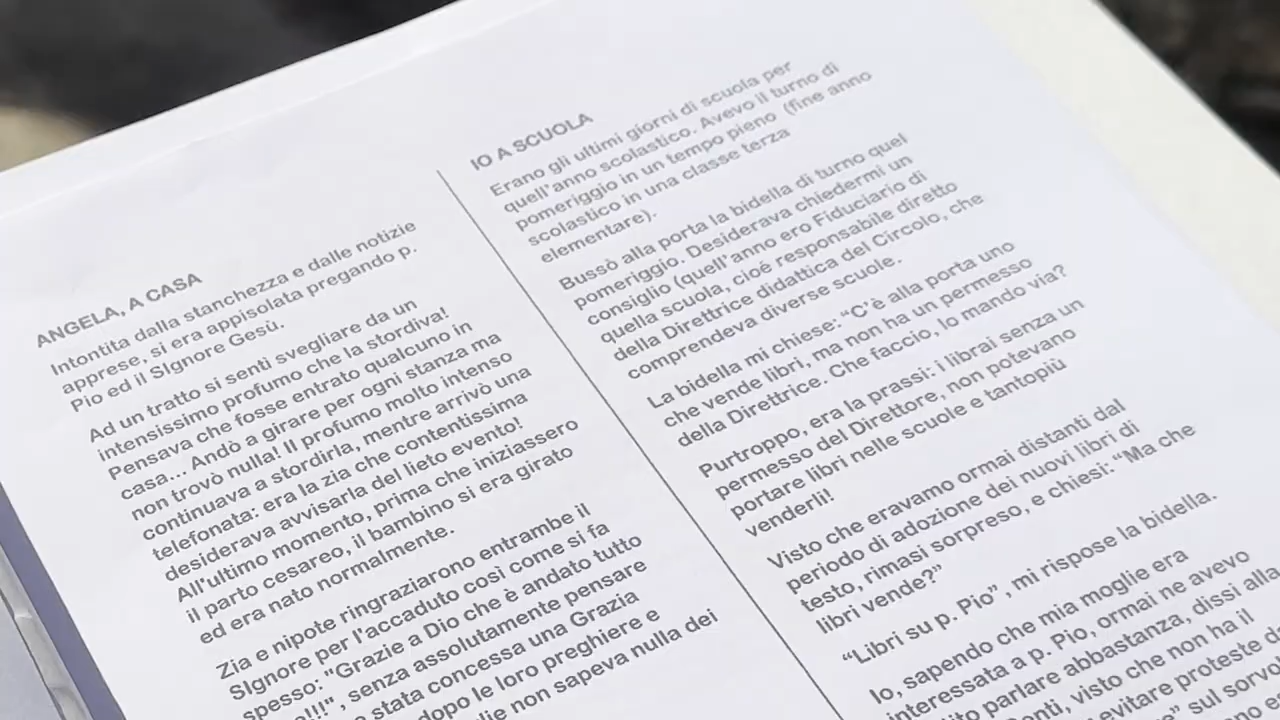 ANGELA, A CASA
Intontita dalla stanchezza e dalle notizie
apprese, si era appisolata pregando p.
Pio ed il SIgnore Gesù.
Ad un tratto si sentì svegliare da un
intensissimo profumo che la stordiva!
Pensava che fosse entrato qualcuno in
casa... Andò a girare per ogni stanza ma
non trovò nulla! Il profumo molto intenso
continuava a stordirla, mentre arrivò una
telefonata: era la zia che contentissima
desiderava avvisarla del lieto evento!
All'ultimo momento, prima che iniziassero
il parto cesareo, il bambino si era girato
ed era nato normalmente.
Zia e nipote ringraziarono entrambe il
SIgnore per l'accaduto così come si fa
spesso: "Grazie a Dio che è andato tutto
!!!", senza assolutamente pensare
stata concessa una Grazia
dopo le loro preghiere e
non sapeva nulla dei
IO A SCUOLA
Erano gli ultimi giorni di scuola per
quell'anno scolastico. Avevo il turno di
pomeriggio in un tempo pieno (fine anno
scolastico in una classe terza
elementare).
Bussò alla porta la bidella di turno quel
pomeriggio. Desiderava chiedermi un
consiglio (quell'anno ero Fiduciario di
quella scuola, cioé responsabile diretto
della Direttrice didattica del Circolo, che
comprendeva diverse scuole.
La bidella mi chiese: “C'è alla porta uno
che vende libri, ma non ha un permesso
della Direttrice. Che faccio, lo mando via?
Purtroppo, era la prassi: i librai senza un
permesso del Direttore, non potevano
portare libri nelle scuole e tantopiù
venderli!
Visto che eravamo ormai distanti dal
periodo di adozione dei nuovi libri di
testo, rimasi sorpreso, e chiesi: “Ma che
libri vende?”
“Libri su p. Pio” , mi rispose la bidella.
Io, sapendo che mia moglie era
interessata a p. Pio, ormai ne avevo
parlare abbastanza, dissi alla
visto che non ha il
evitare proteste
” sul